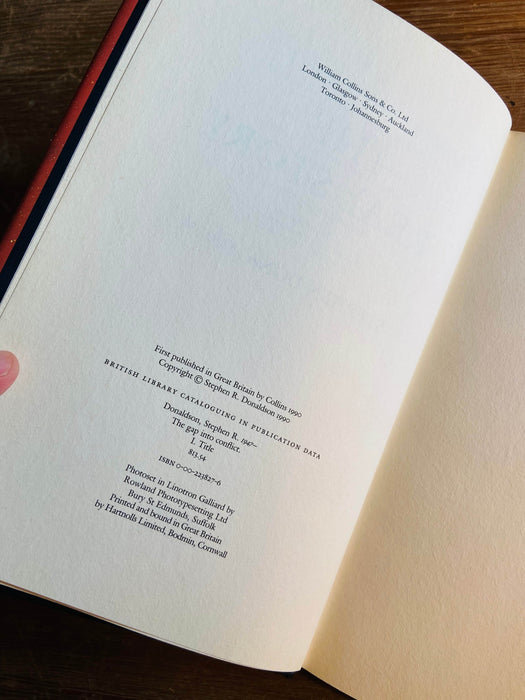 William Collins Sons & Co. Ltd
London · Glasgow · Sydney · Auckland
Toronto · Johannesburg
First published in Great Britain by Collins 1990
Copyright © Stephen R. Donaldson 1990
BRITISH LIBRARY CATALOGUING IN PUBLICATION DATA
Donaldson, Stephen R. 1947–
The gap into conflict.
I. Title
813.54
ISBN 0-00-223827-6
Photoset in Linotron Galliard by
Rowland Phototypesetting Ltd
Bury St Edmunds, Suffolk
Printed and bound in Great Britain
by Hartnolls Limited, Bodmin, Cornwall